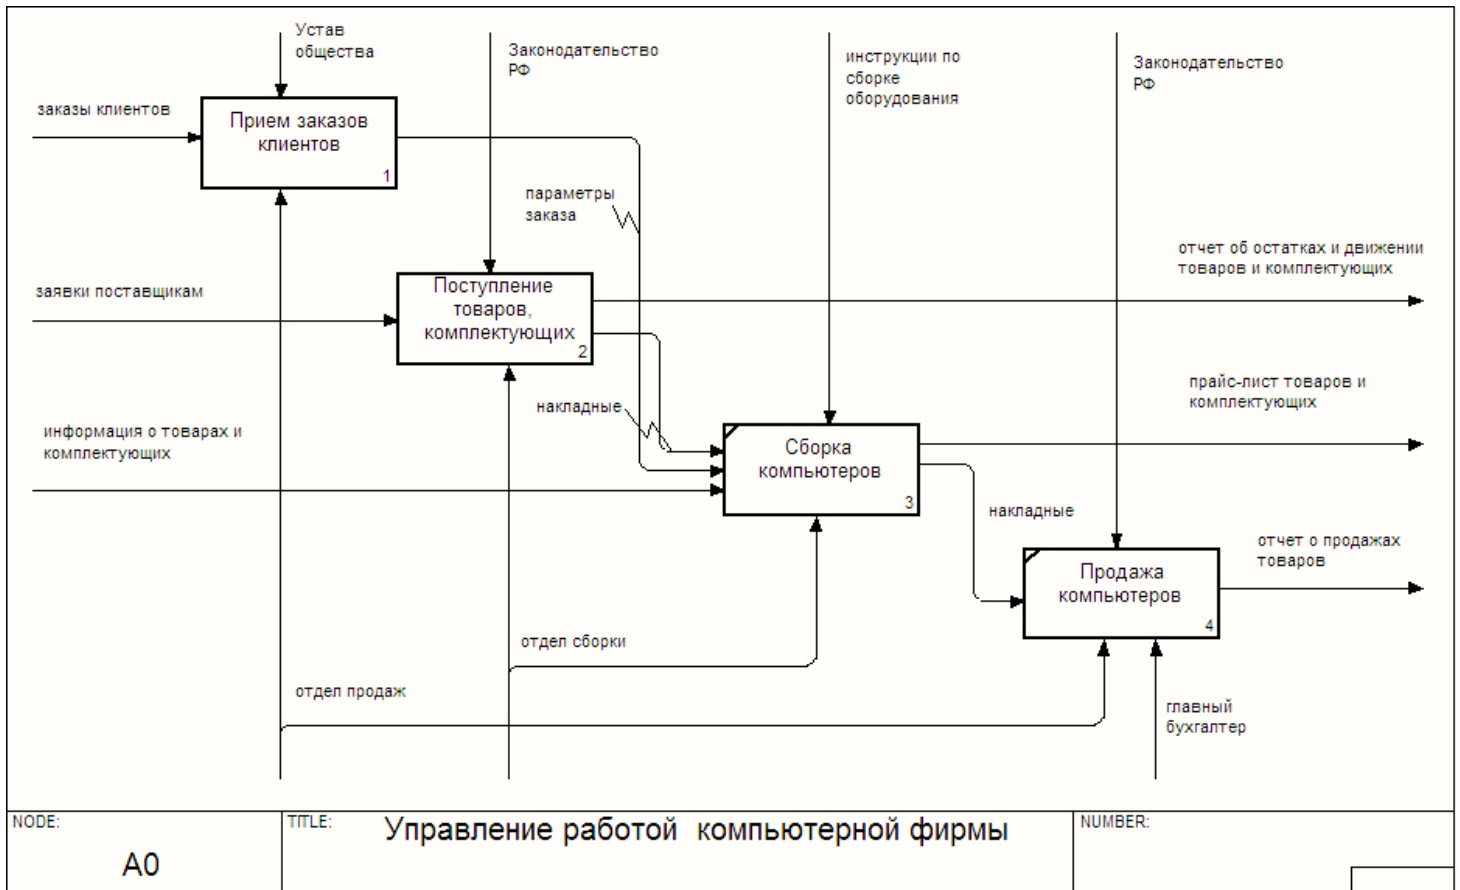 Устав
общества
Законодательство
РФ
инструкции по
сборке
оборудования
Законодательство
РФ
заказы клиентов
Прием заказов
клиентов
1
параметры
заказа
отчет об остатках и движении
товаров и комплектующих
заявки поставщикам
Поступление
товаров,
комплектующих
2
прайс-лист товаров и
комплектующих
накладные
информация о товарах и
комплектующих
Сборка
компьютеров
3
накладные
отчет о продажах
товаров
Продажа
компьютеров
4
отдел сборки
отдел продаж
главный
бухгалтер
NODE:
A0
TITLE:
Управление работой компьютерной фирмы
NUMBER: